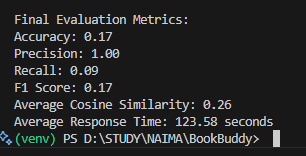 Final Evaluation Metrics:
Accuracy: 0.17
Precision: 1.00
Recall: 0.09
F1 Score: 0.17
Average Cosine Similarity: 0.26
Average Response Time: 123.58 seconds
(venv) PS D:\STUDY\NAIMA\BookBuddy>